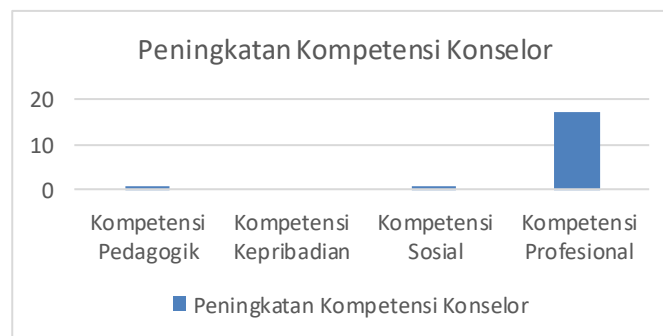 Peningkatan Kompetensi Konselor
20
10
0
Kompetensi Pedagogik
Kompetensi Kepribadian
Kompetensi Sosial
Kompetensi Profesional
Peningkatan Kompetensi Konselor